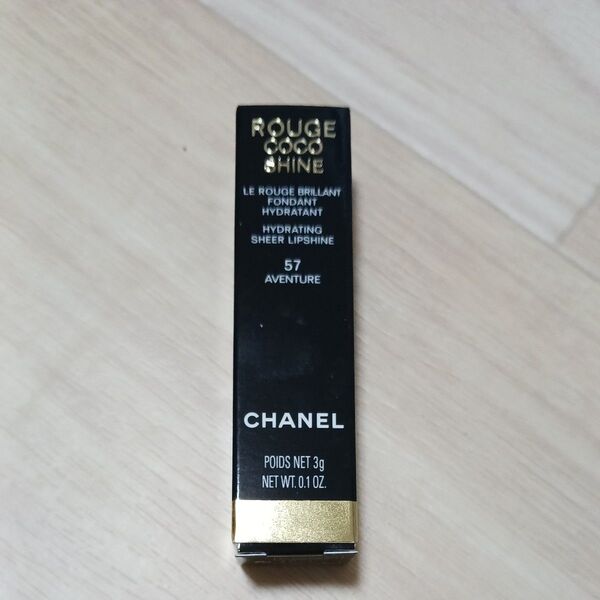 ROUGE
COCO
SHINE
LE ROUGE BRILLANT
FONDANT
HYDRATANT
HYDRATING
SHEER LIPSHINE
57
AVENTURE
CHANEL
POIDS NET 3g
NET WT. 0.1 OZ.